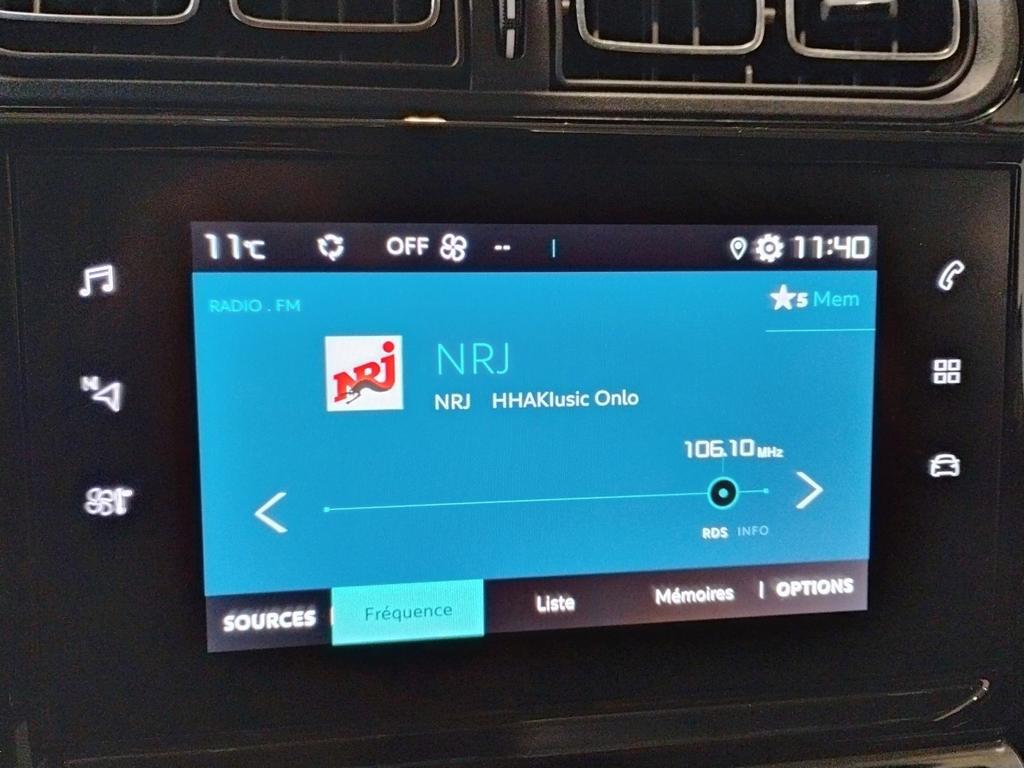 11°C OFF -- 11:40
RADIO . FM
5 Mem
NRJ
NRJ
NRJ HHAKlusic Onlo
106.10 MHz
N
RDS INFO
SOURCES Fréquence Liste Mémoires OPTIONS